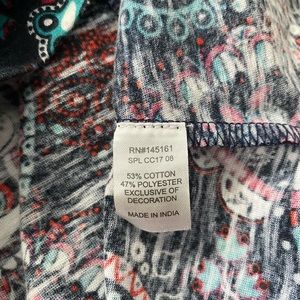 RN#145161
SPL CC17 08
53% COTTON
47% POLYESTER
EXCLUSIVE OF
DECORATION
MADE IN INDIA